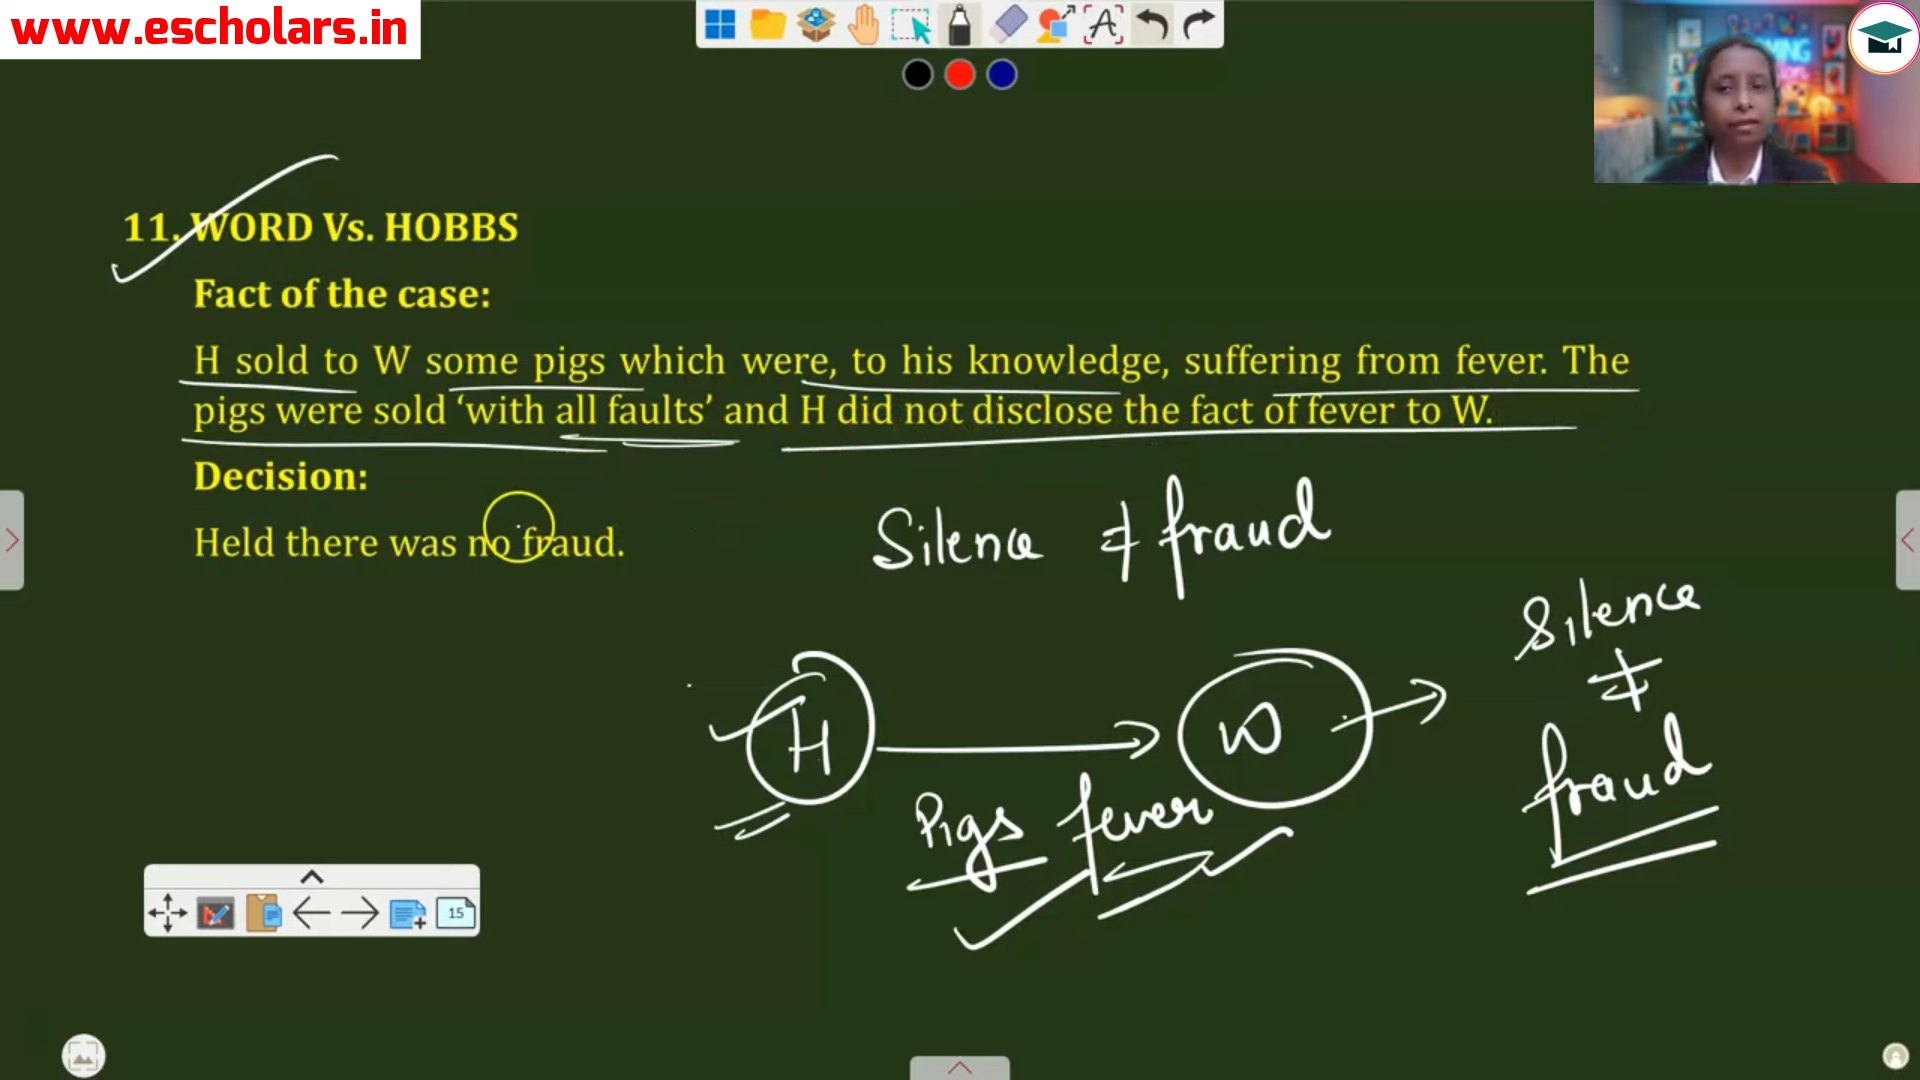 www.escholars.in
11. WORD Vs. HOBBS
Fact of the case:
H sold to W some pigs which were, to his knowledge, suffering from fever. The
pigs were sold ‘with all faults’ and H did not disclose the fact of fever to W.
Decision:
Held there was no fraud.
Silence ≠ fraud
Silence
≠
fraud
H
W
Pigs fever
15